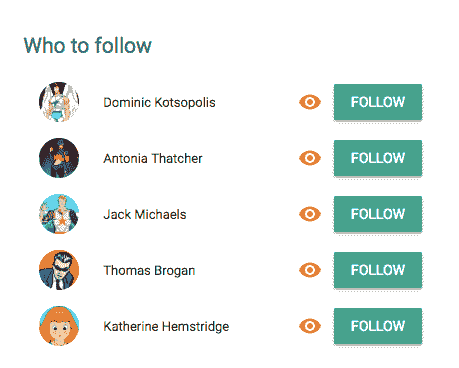 Who to follow
Dominic Kotsopolis FOLLOW
Antonia Thatcher FOLLOW
Jack Michaels FOLLOW
Thomas Brogan FOLLOW
Katherine Hemstridge FOLLOW